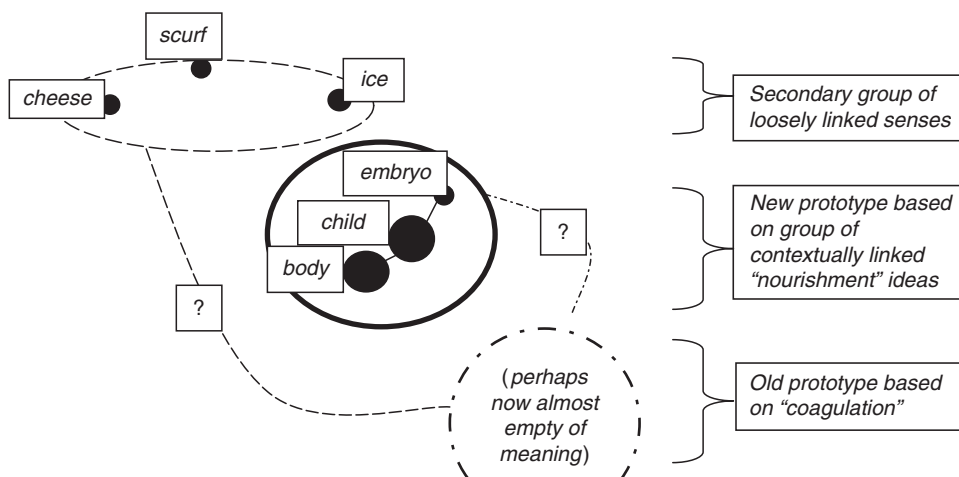 scurf
cheese
ice
embryo
child
body
?
?
(perhaps
now almost
empty of
meaning)
Secondary group of
loosely linked senses
New prototype based
on group of
contextually linked
“nourishment” ideas
Old prototype based
on “coagulation”